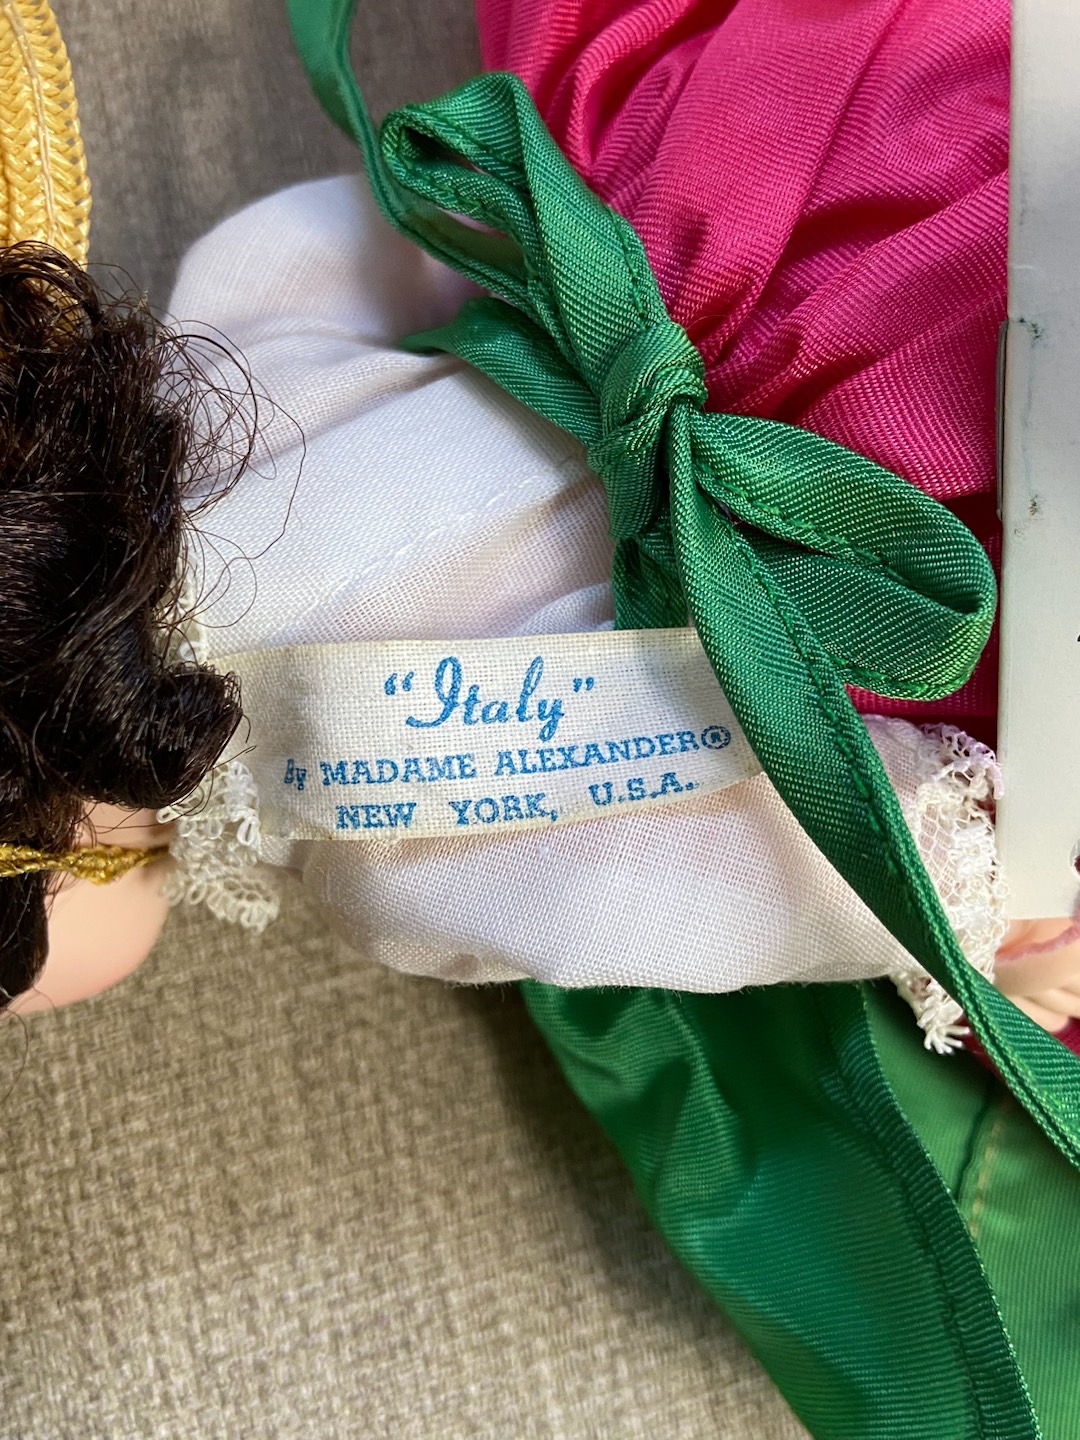 "Italy"
By MADAME ALEXANDER®
NEW YORK, U.S.A.